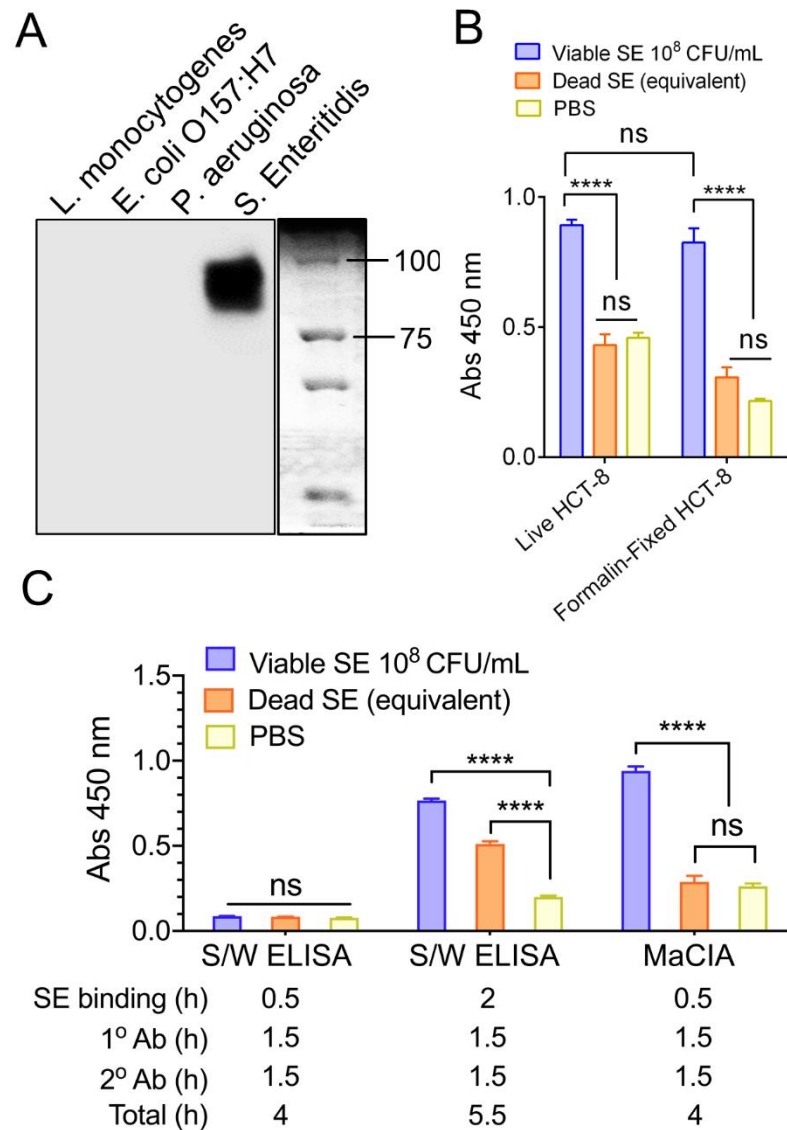 A
L. monocytogenes
E. coli O157:H7
P. aeruginosa
S. Enteritidis
100
75
B
Viable SE 10⁸ CFU/mL
Dead SE (equivalent)
PBS
ns
**** ****
ns ns
1.0
0.5
0.0
Abs 450 nm
Live HCT-8
Formalin-Fixed HCT-8
C
Viable SE 10⁸ CFU/mL
Dead SE (equivalent)
PBS
1.5
1.0
0.5
0.0
Abs 450 nm
ns
****
****
****
ns
S/W ELISA S/W ELISA MaCIA
SE binding (h) 0.5 2 0.5
1º Ab (h) 1.5 1.5 1.5
2º Ab (h) 1.5 1.5 1.5
Total (h) 4 5.5 4